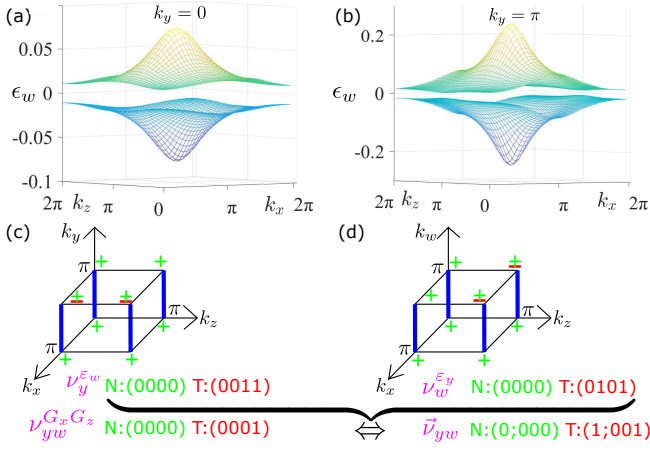 (a) k_y = 0
0.05
ϵ_w 0
-0.05
-0.1
2π k_z π 0 π k_x 2π
(b) k_y = π
0.2
ϵ_w 0
-0.2
2π k_z π 0 π k_x 2π
(c) k_y
π + +
+ +
π
k_z
+ +
π
+ +
k_x
(d) k_w
π + +
+ +
π
k_z
+ +
π
+ +
k_x
ν_y^{ε_w} N:(0000) T:(0011)
ν_w^{ε_y} N:(0000) T:(0101)
ν_{yw}^{G_x G_z} N:(0000) T:(0001)
⇔
\vec{ν}_{yw} N:(0;000) T:(1;001)